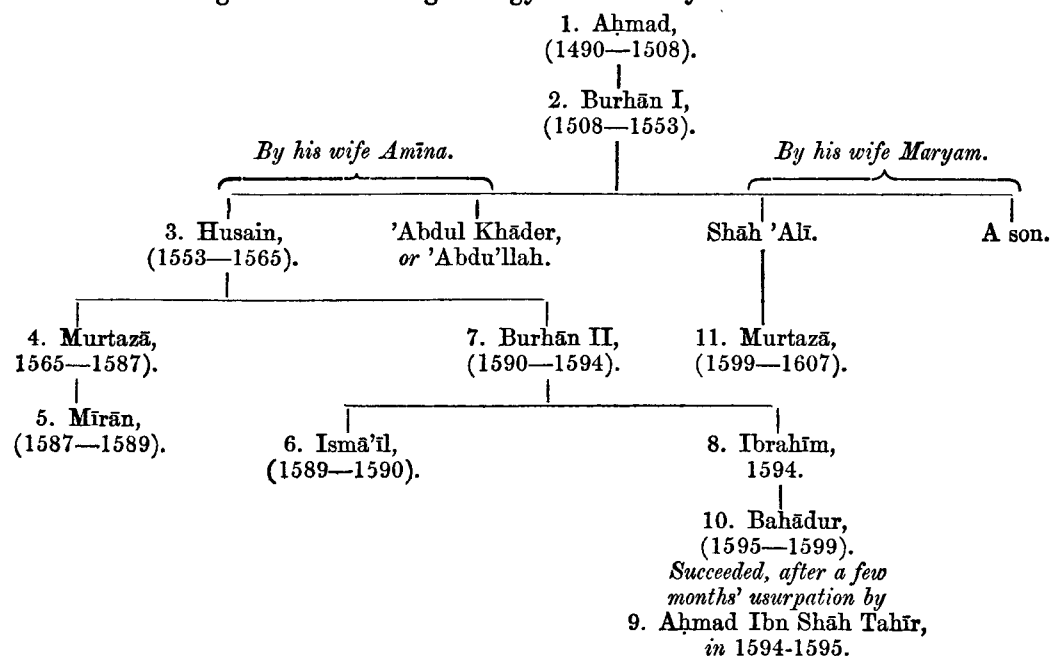 1. Aḥmad,
(1490—1508).
2. Burhān I,
(1508—1553).
By his wife Amīna.
By his wife Maryam.
3. Husain,
(1553—1565).
'Abdul Khāder,
or 'Abdu'llah.
Shāh 'Alī.
A son.
4. Murtazā,
1565—1587).
7. Burhān II,
(1590—1594).
11. Murtazā,
(1599—1607).
5. Mīrān,
(1587—1589).
6. Ismā'īl,
(1589—1590).
8. Ibrahīm,
1594.
10. Bahādur,
(1595—1599).
Succeeded, after a few
months' usurpation by
9. Aḥmad Ibn Shāh Tahīr,
in 1594-1595.